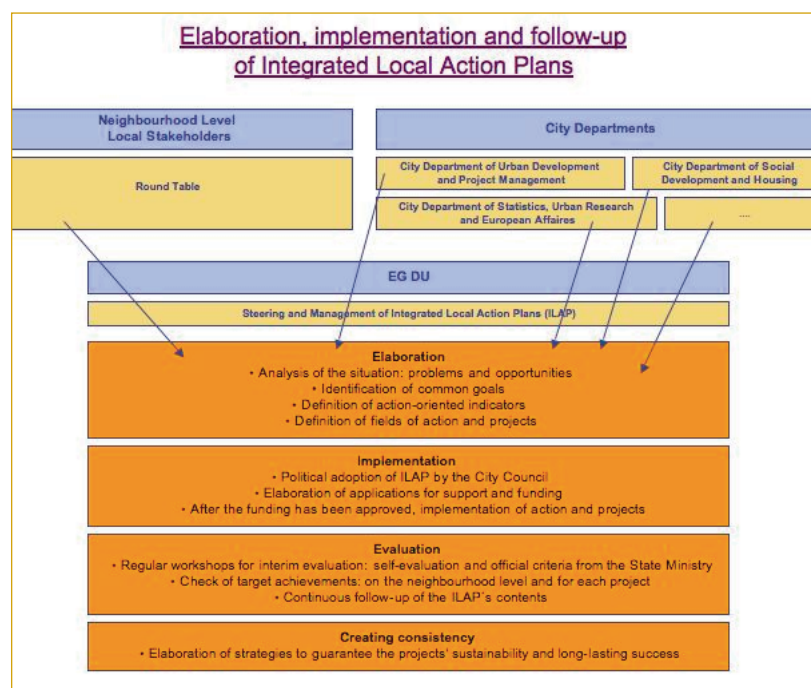 Elaboration, implementation and follow-up
of Integrated Local Action Plans
Neighbourhood Level
Local Stakeholders
City Departments
Round Table
City Department of Urban Development
and Project Management
City Department of Social
Development and Housing
City Department of Statistics, Urban Research
and European Affaires
....
EG DU
Steering and Management of Integrated Local Action Plans (ILAP)
Elaboration
• Analysis of the situation: problems and opportunities
• Identification of common goals
• Definition of action-oriented indicators
• Definition of fields of action and projects
Implementation
• Political adoption of ILAP by the City Council
• Elaboration of applications for support and funding
• After the funding has been approved, implementation of action and projects
Evaluation
• Regular workshops for interim evaluation: self-evaluation and official criteria from the State Ministry
• Check of target achievements: on the neighbourhood level and for each project
• Continuous follow-up of the ILAP´s contents
Creating consistency
• Elaboration of strategies to guarantee the projects' sustainability and long-lasting success